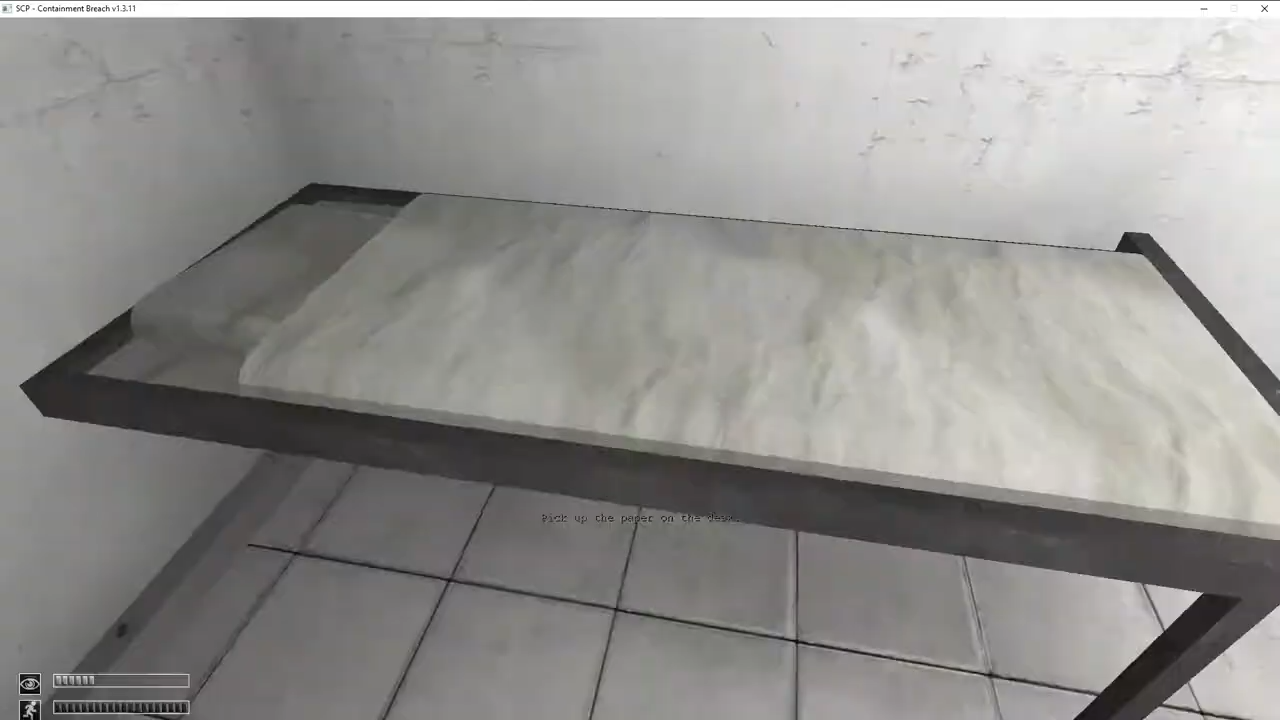 SCP - Containment Breach v1.3.11
Pick up the paper on the desk.